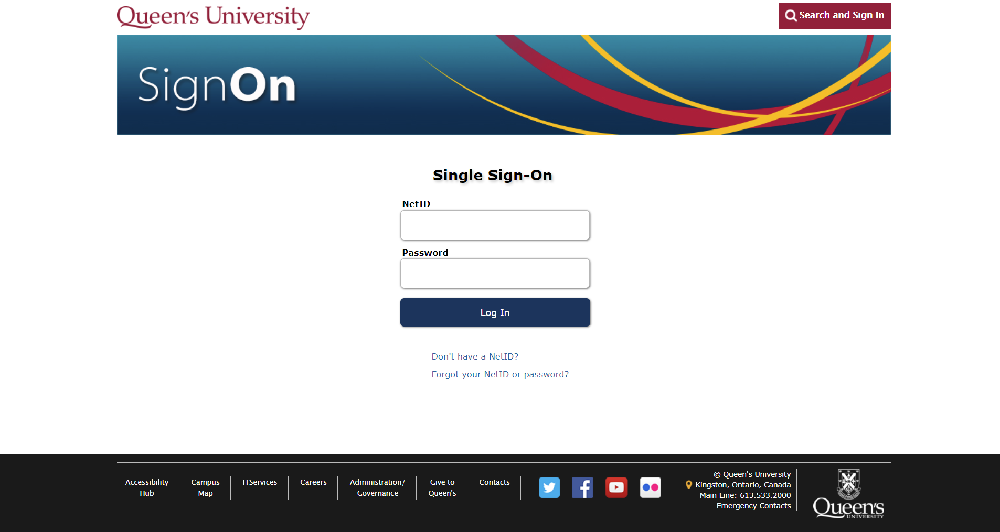 Queen's University
Search and Sign In
SignOn
Single Sign-On
NetID
Password
Log In
Don't have a NetID?
Forgot your NetID or password?
Accessibility
Hub
Campus
Map
ITServices
Careers
Administration/
Governance
Give to
Queen's
Contacts
© Queen's University
Kingston, Ontario, Canada
Main Line: 613.533.2000
Emergency Contacts
Queen's
UNIVERSITY